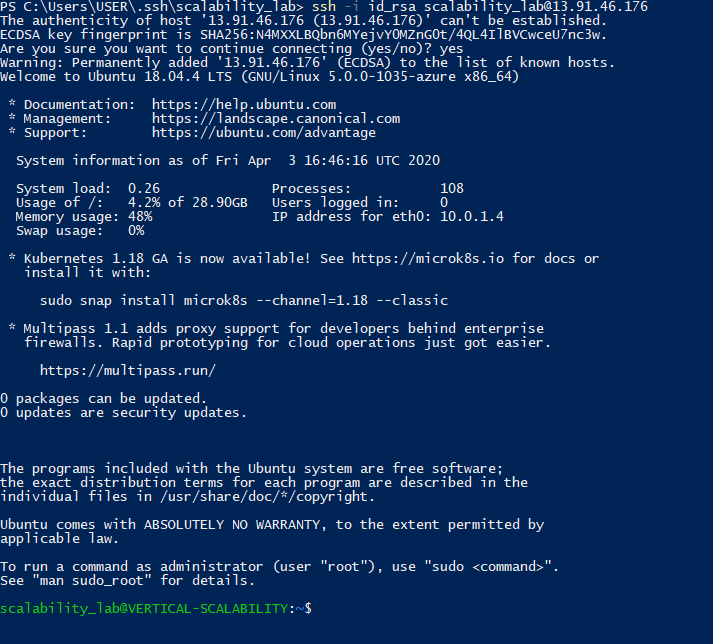 PS C:\Users\USER\.ssh\scalability_lab> ssh -i id_rsa scalability_lab@13.91.46.176
The authenticity of host '13.91.46.176 (13.91.46.176)' can't be established.
ECDSA key fingerprint is SHA256:N4MXXLBQbn6MYejvYOMZnGOt/4QL4IlBVCwceU7nc3w.
Are you sure you want to continue connecting (yes/no)? yes
Warning: Permanently added '13.91.46.176' (ECDSA) to the list of known hosts.
Welcome to Ubuntu 18.04.4 LTS (GNU/Linux 5.0.0-1035-azure x86_64)
* Documentation:  https://help.ubuntu.com
* Management:     https://landscape.canonical.com
* Support:        https://ubuntu.com/advantage
System information as of Fri Apr  3 16:46:16 UTC 2020
System load:  0.26              Processes:           108
Usage of /:   4.2% of 28.90GB   Users logged in:     0
Memory usage: 48%               IP address for eth0: 10.0.1.4
Swap usage:   0%
* Kubernetes 1.18 GA is now available! See https://microk8s.io for docs or
install it with:
sudo snap install microk8s --channel=1.18 --classic
* Multipass 1.1 adds proxy support for developers behind enterprise
firewalls. Rapid prototyping for cloud operations just got easier.
https://multipass.run/
0 packages can be updated.
0 updates are security updates.
The programs included with the Ubuntu system are free software;
the exact distribution terms for each program are described in the
individual files in /usr/share/doc/*/copyright.
Ubuntu comes with ABSOLUTELY NO WARRANTY, to the extent permitted by
applicable law.
To run a command as administrator (user "root"), use "sudo <command>".
See "man sudo_root" for details.
scalability_lab@VERTICAL-SCALABILITY:~$